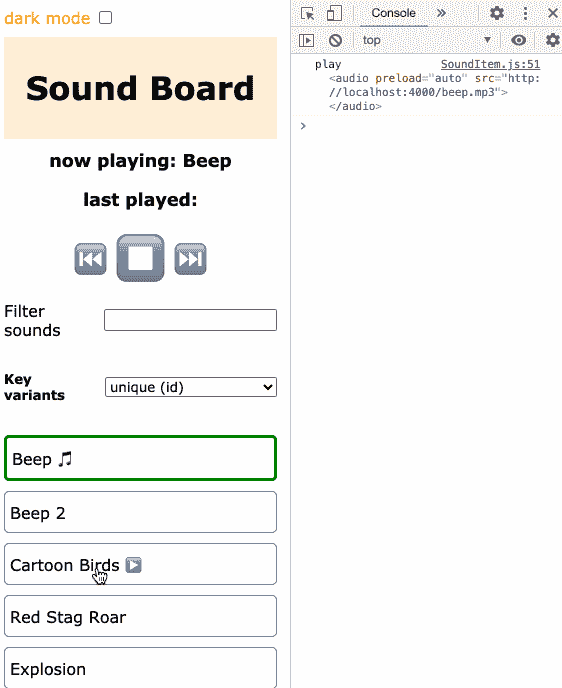 dark mode
Sound Board
now playing: Beep
last played:
Filter
sounds
Key
variants
unique (id)
Beep
Beep 2
Cartoon Birds
Red Stag Roar
Explosion
Console
»
top
play SoundItem.js:51
<audio preload="auto" src="http:
//localhost:4000/beep.mp3">
</audio>